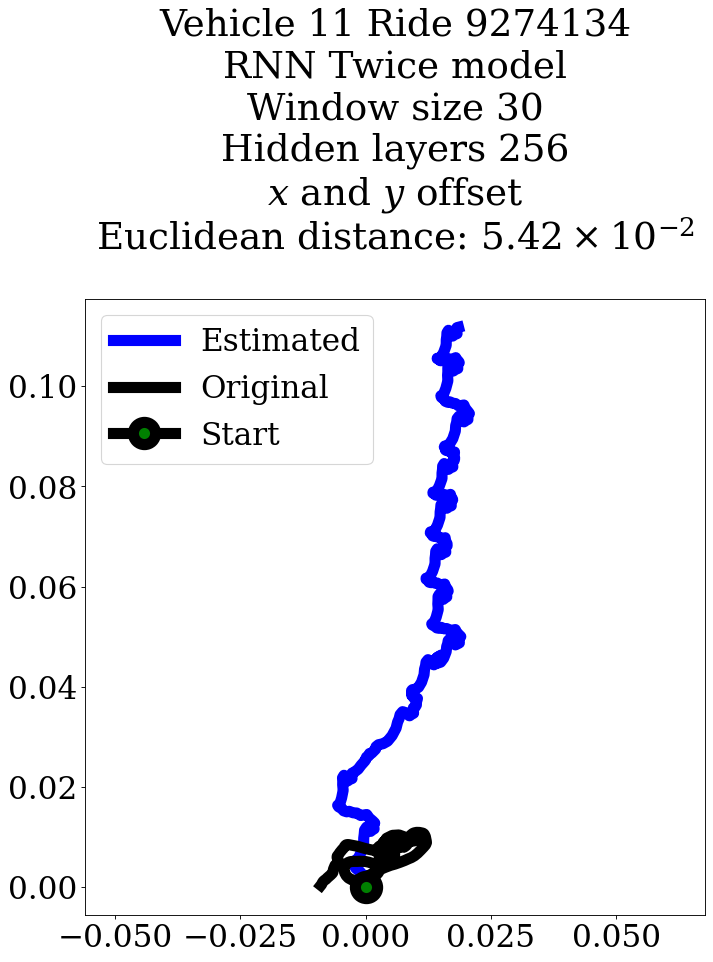 Vehicle 11 Ride 9274134
RNN Twice model
Window size 30
Hidden layers 256
x and y offset
Euclidean distance: 5.42 × 10⁻²
Estimated
Original
Start
0.10
0.08
0.06
0.04
0.02
0.00
−0.050 −0.025 0.000 0.025 0.050